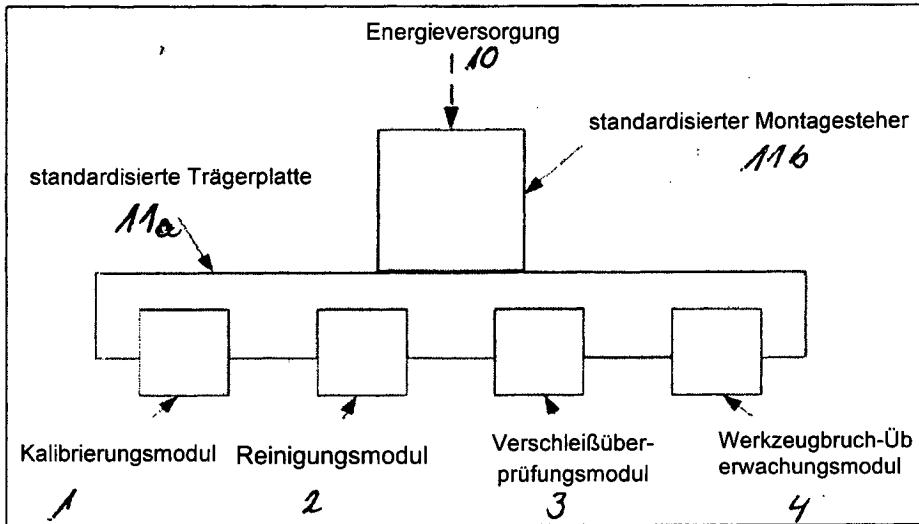 Energieversorgung
10
standardisierter Montagesteher
11b
standardisierte Trägerplatte
11a
Kalibrierungsmodul
1
Reinigungsmodul
2
Verschleißüber-
prüfungsmodul
3
Werkzeugbruch-Üb
erwachungsmodul
4